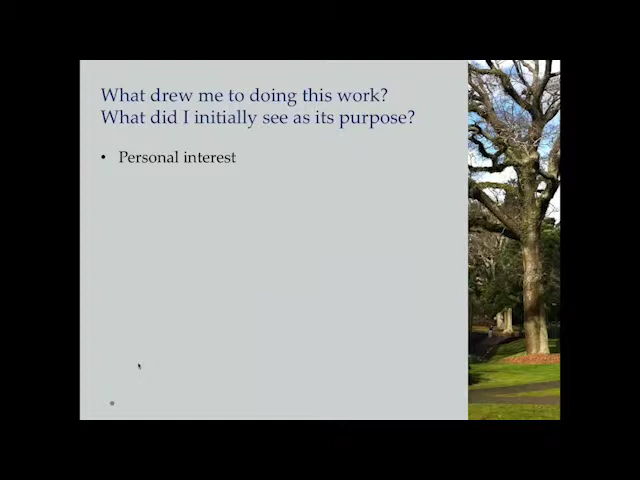 What drew me to doing this work?
What did I initially see as its purpose?
• Personal interest